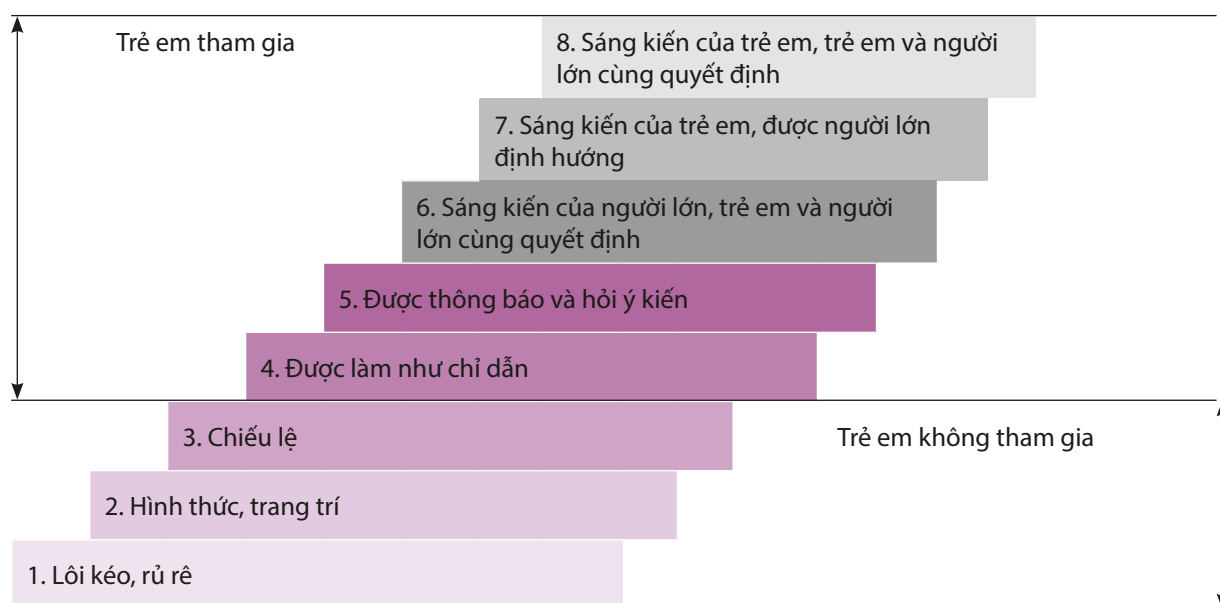 Trẻ em tham gia
8. Sáng kiến của trẻ em, trẻ em và người
lớn cùng quyết định
7. Sáng kiến của trẻ em, được người lớn
định hướng
6. Sáng kiến của người lớn, trẻ em và người
lớn cùng quyết định
5. Được thông báo và hỏi ý kiến
4. Được làm như chỉ dẫn
3. Chiếu lệ
Trẻ em không tham gia
2. Hình thức, trang trí
1. Lôi kéo, rủ rê